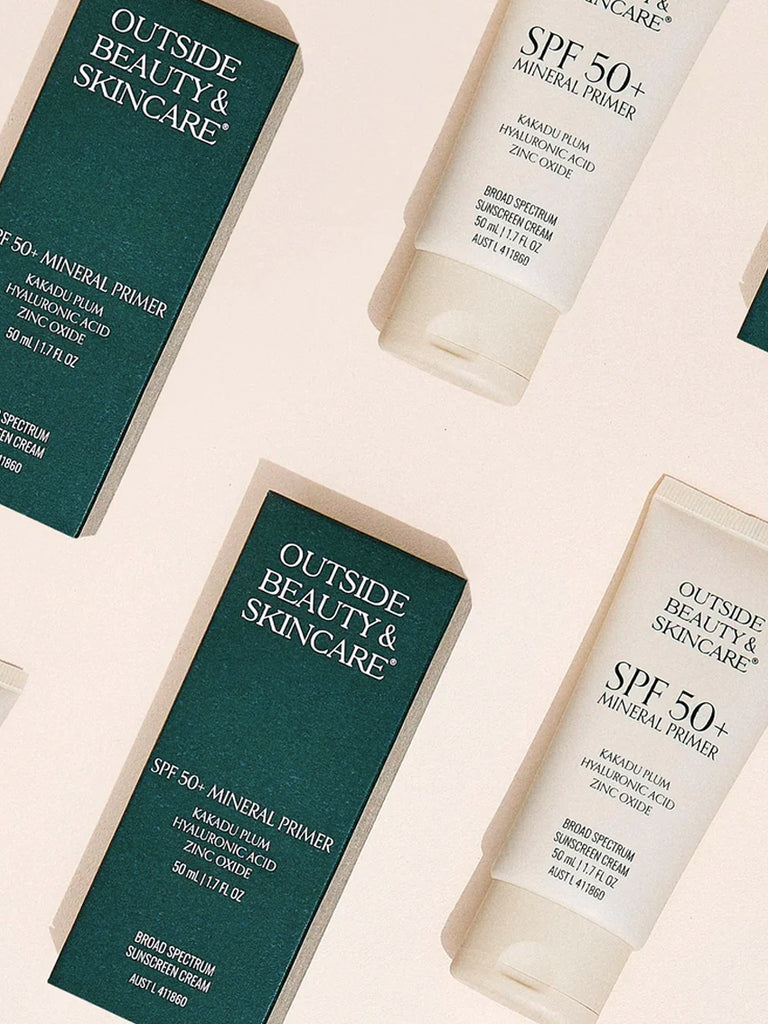 OUTSIDE
BEAUTY &
SKINCARE®
SPF 50+ MINERAL PRIMER
KAKADU PLUM
HYALURONIC ACID
ZINC OXIDE
50 mL | 1.7 FL OZ
SPECTRUM
CREAM
BEAUTY &
SKINCARE®
SPF 50+
MINERAL PRIMER
KAKADU PLUM
HYALURONIC ACID
ZINC OXIDE
BROAD SPECTRUM
SUNSCREEN CREAM
50 mL | 1.7 FL OZ
AUST L 411860
OUTSIDE
BEAUTY &
SKINCARE®
SPF 50+ MINERAL PRIMER
KAKADU PLUM
HYALURONIC ACID
ZINC OXIDE
50 mL | 1.7 FL OZ
BROAD SPECTRUM
SUNSCREEN CREAM
AUST L 411860
OUTSIDE
BEAUTY &
SKINCARE®
SPF 50+
MINERAL PRIMER
KAKADU PLUM
HYALURONIC ACID
ZINC OXIDE
BROAD SPECTRUM
SUNSCREEN CREAM
50 mL | 1.7 FL OZ
AUST L 411860